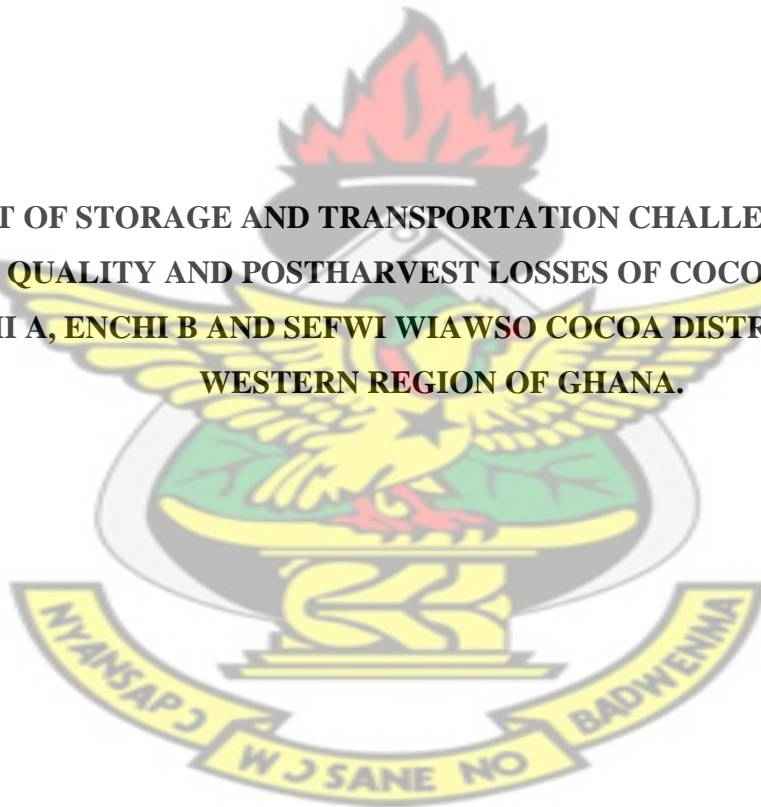 T OF STORAGE AND TRANSPORTATION CHALLE
QUALITY AND POSTHARVEST LOSSES OF COCO
A, ENCHI B AND SEFWI WIAWSO COCOA DISTR
WESTERN REGION OF GHANA.
NYANSAPƆ
WƆSANE NO
BADWENMA